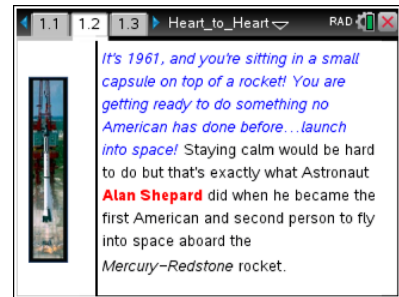 1.1 1.2 1.3 Heart_to_Heart RAD
It's 1961, and you're sitting in a small
capsule on top of a rocket! You are
getting ready to do something no
American has done before…launch
into space! Staying calm would be hard
to do but that's exactly what Astronaut
Alan Shepard did when he became the
first American and second person to fly
into space aboard the
Mercury–Redstone rocket.